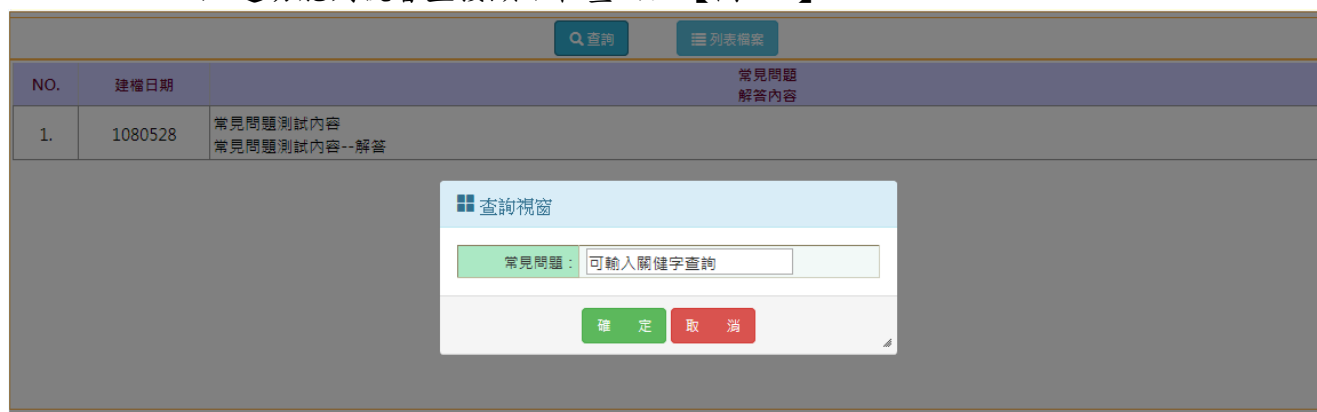 查詢 列表檔案
NO. 建檔日期 常見問題
解答內容
1. 1080528 常見問題測試內容
常見問題測試內容--解答
查詢視窗
常見問題： 可輸入關健字查詢
確 定 取 消